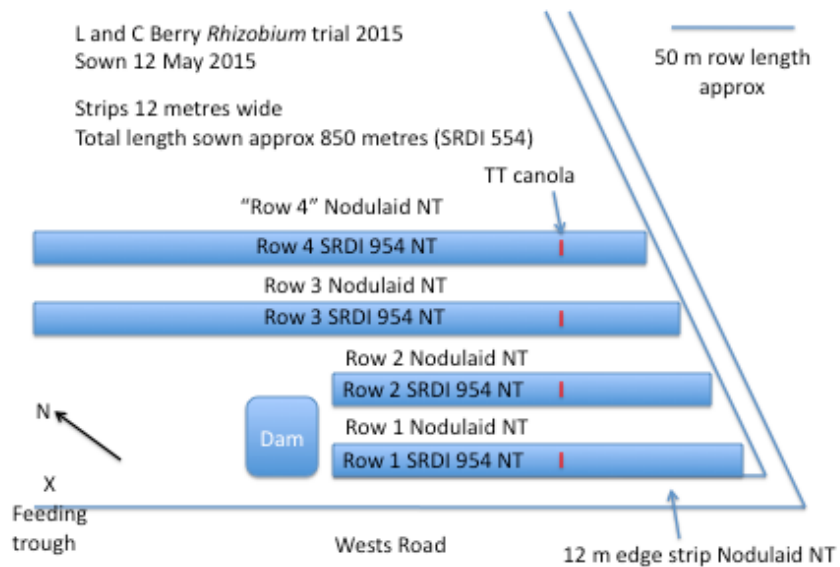 L and C Berry Rhizobium trial 2015
Sown 12 May 2015
Strips 12 metres wide
Total length sown approx 850 metres (SRDI 554)
50 m row length
approx
TT canola
“Row 4” Nodulaid NT
Row 4 SRDI 954 NT
Row 3 Nodulaid NT
Row 3 SRDI 954 NT
Row 2 Nodulaid NT
Row 2 SRDI 954 NT
Row 1 Nodulaid NT
Row 1 SRDI 954 NT
Dam
N
X
Feeding
trough
Wests Road
12 m edge strip Nodulaid NT